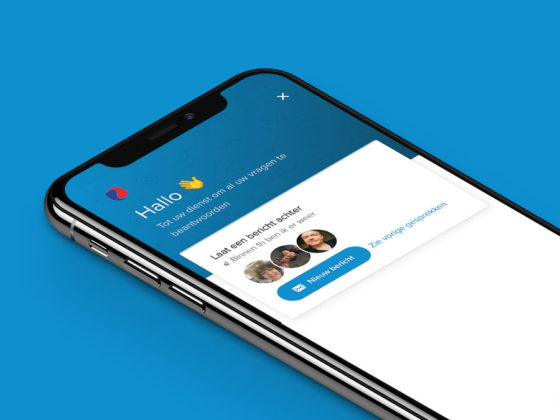 Hallo 👋
Tot uw dienst om al uw vragen te
beantwoorden
Laat een bericht achter
Binnen 1h ben ik er weer
Nieuw bericht
Zie vorige gesprekken